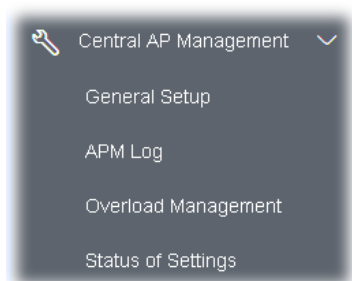 Central AP Management
General Setup
APM Log
Overload Management
Status of Settings